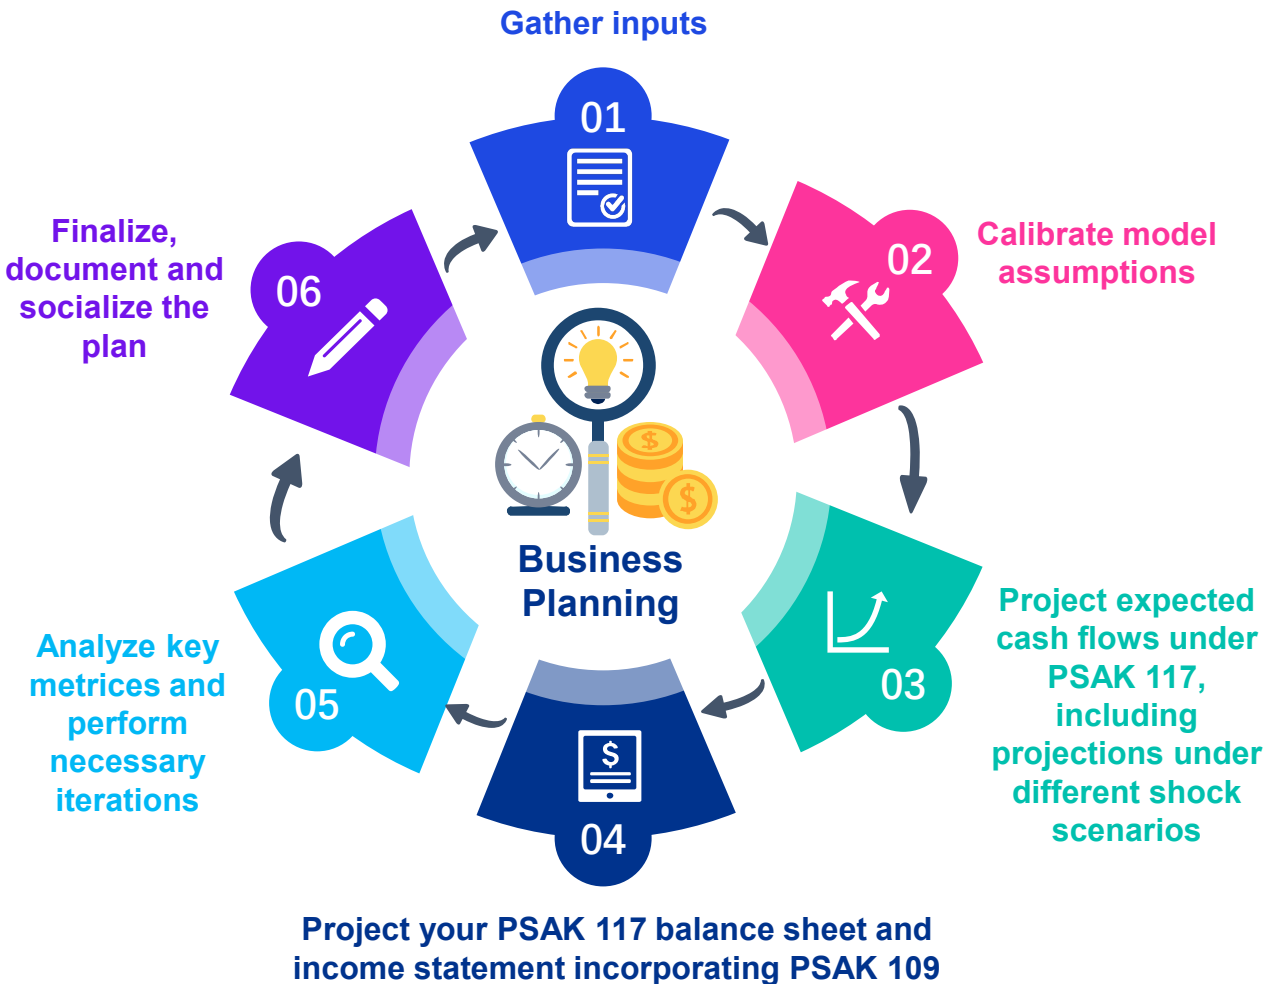 Gather inputs
01
02
Calibrate model
assumptions
Project expected
cash flows under
PSAK 117,
including
projections under
different shock
scenarios
03
04
Project your PSAK 117 balance sheet and
income statement incorporating PSAK 109
05
Analyze key
metrices and
perform
necessary
iterations
06
Finalize,
document and
socialize the
plan
Business
Planning
$
$
$